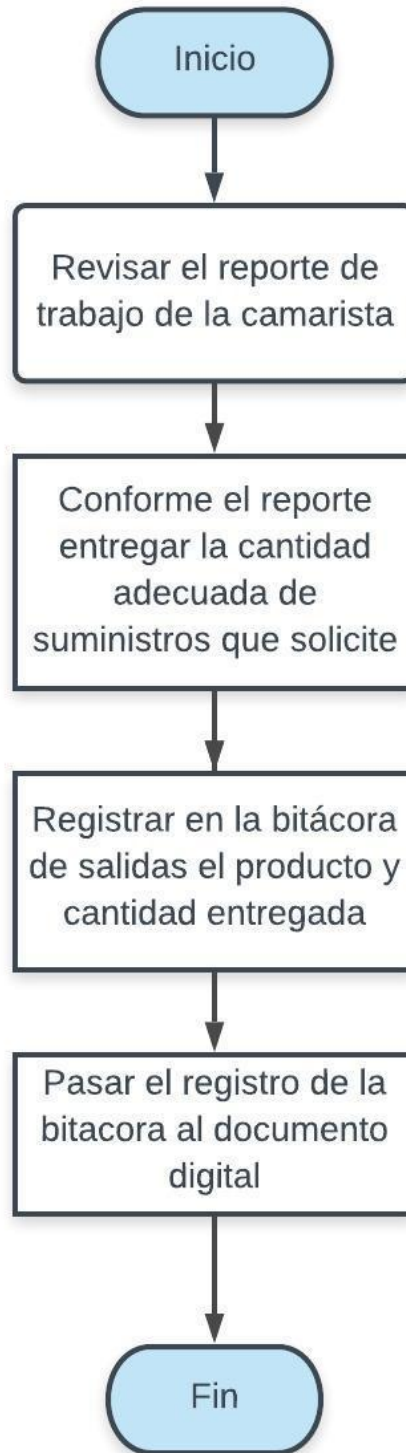 Inicio
Revisar el reporte de
trabajo de la camarista
Conforme el reporte
entregar la cantidad
adecuada de
suministros que solicite
Registrar en la bitácora
de salidas el producto y
cantidad entregada
Pasar el registro de la
bitacora al documento
digital
Fin